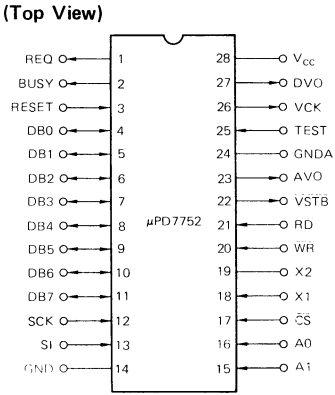 (Top View)
REQ 1 28 Vcc
BUSY 2 27 DVO
RESET 3 26 VCK
DB0 4 25 TEST
DB1 5 24 GNDA
DB2 6 23 AVO
DB3 7 22 VSTB
DB4 8 μPD7752 21 RD
DB5 9 20 WR
DB6 10 19 X2
DB7 11 18 X1
SCK 12 17 CS
SI 13 16 A0
GND 14 15 A1